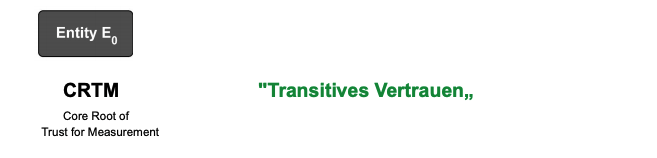 Entity E0
CRTM
"Transitives Vertrauen„
Core Root of
Trust for Measurement